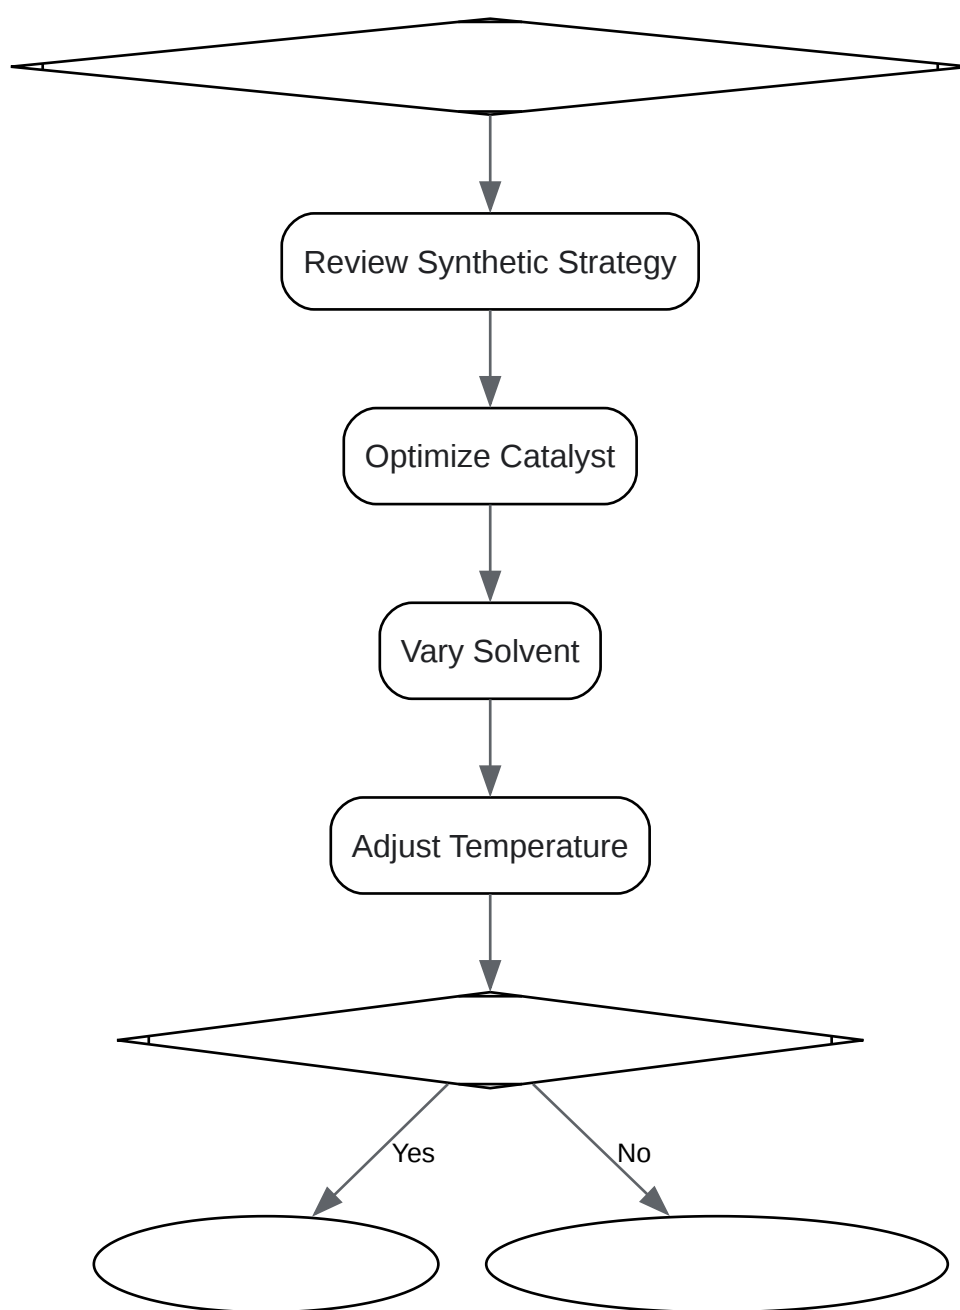 Review Synthetic Strategy
Optimize Catalyst
Vary Solvent
Adjust Temperature
Yes
No